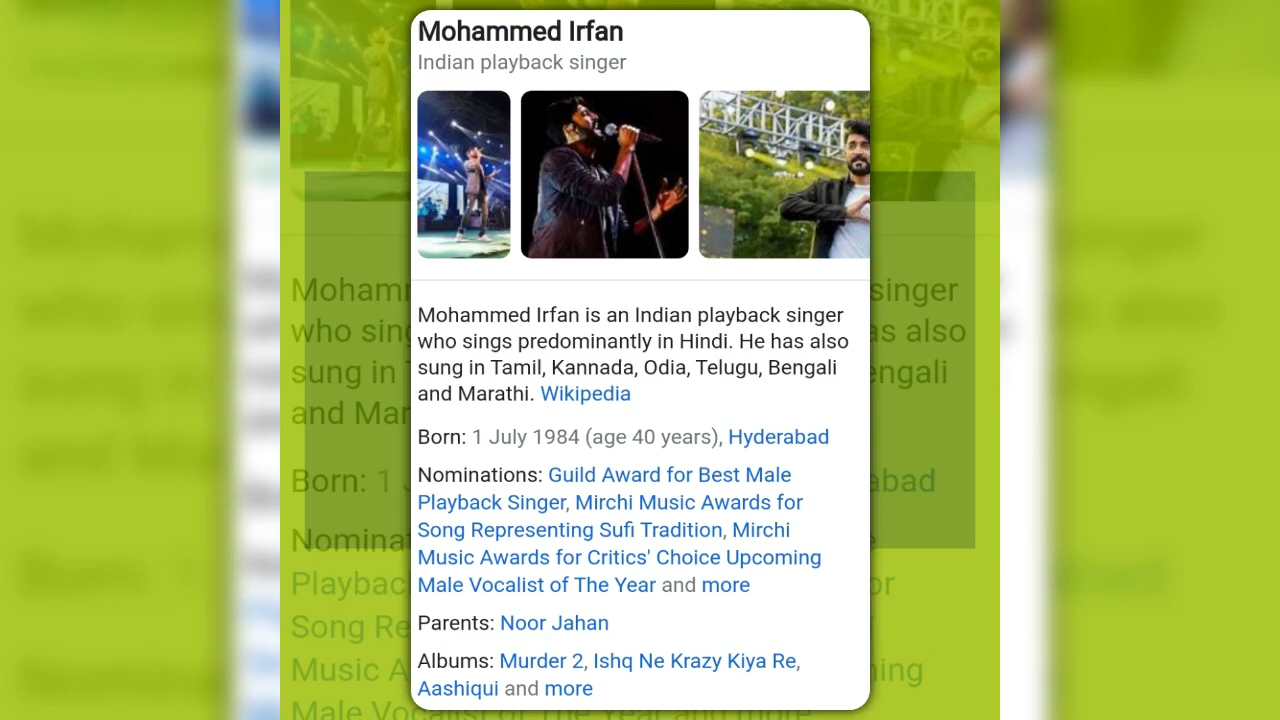 Mohammed Irfan
Indian playback singer
Mohammed Irfan is an Indian playback singer
who sings predominantly in Hindi. He has also
sung in Tamil, Kannada, Odia, Telugu, Bengali
and Marathi. Wikipedia
Born: 1 July 1984 (age 40 years), Hyderabad
Nominations: Guild Award for Best Male
Playback Singer, Mirchi Music Awards for
Song Representing Sufi Tradition, Mirchi
Music Awards for Critics' Choice Upcoming
Male Vocalist of The Year and more
Parents: Noor Jahan
Albums: Murder 2, Ishq Ne Krazy Kiya Re,
Aashiqui and more